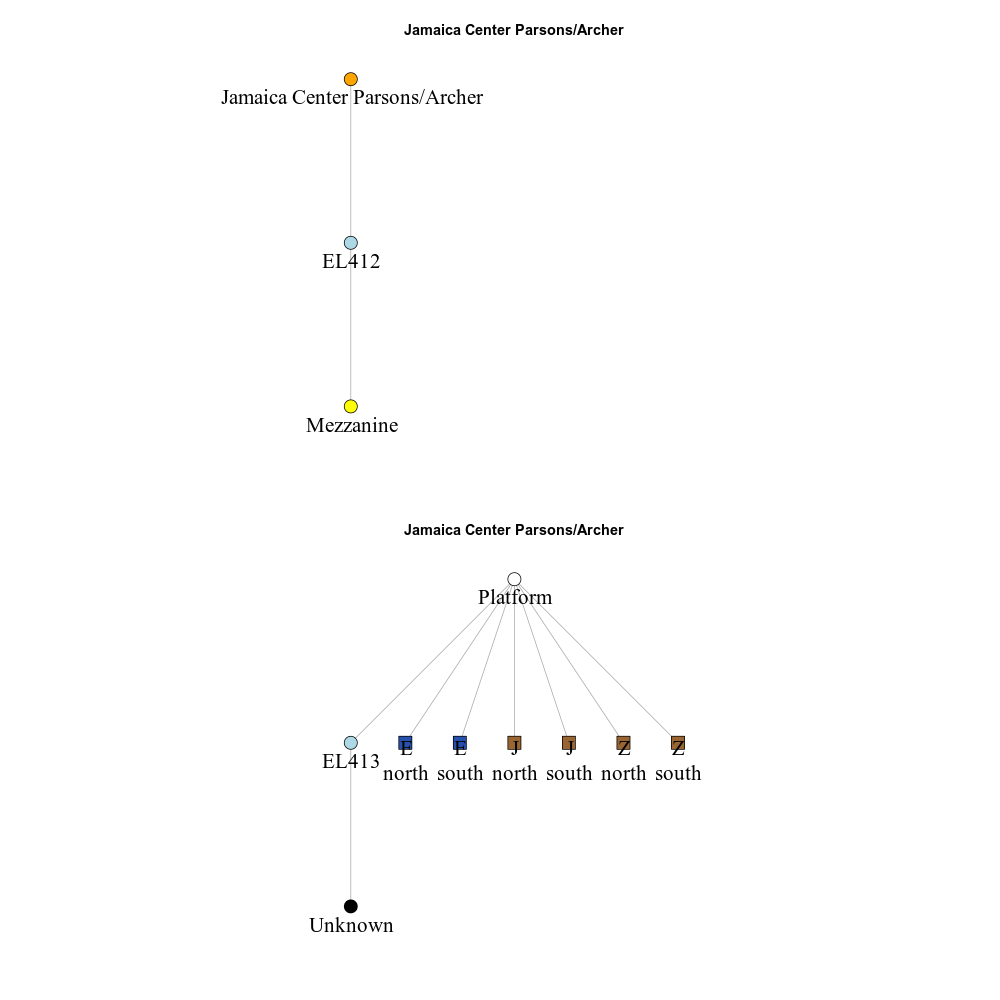 Jamaica Center Parsons/Archer
Jamaica Center Parsons/Archer
EL412
Mezzanine
Jamaica Center Parsons/Archer
Platform
EL413
E north
E south
J north
J south
Z north
Z south
Unknown